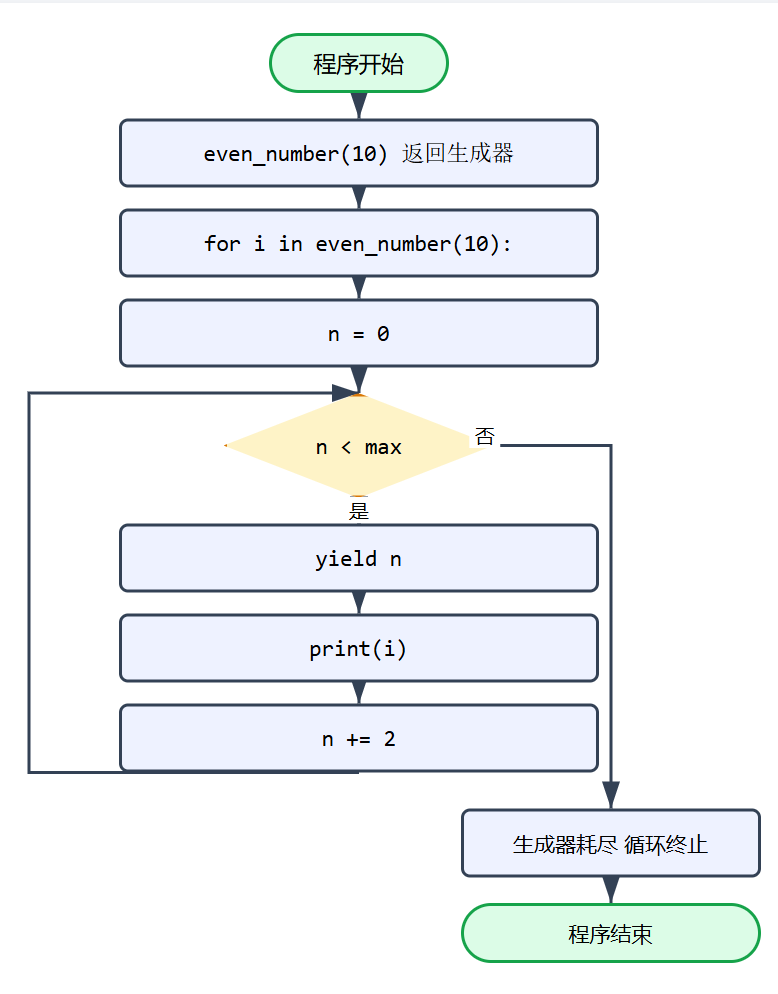 程序开始
even_number(10) 返回生成器
for i in even_number(10):
n = 0
n < max
否
是
yield n
print(i)
n += 2
生成器耗尽 循环终止
程序结束